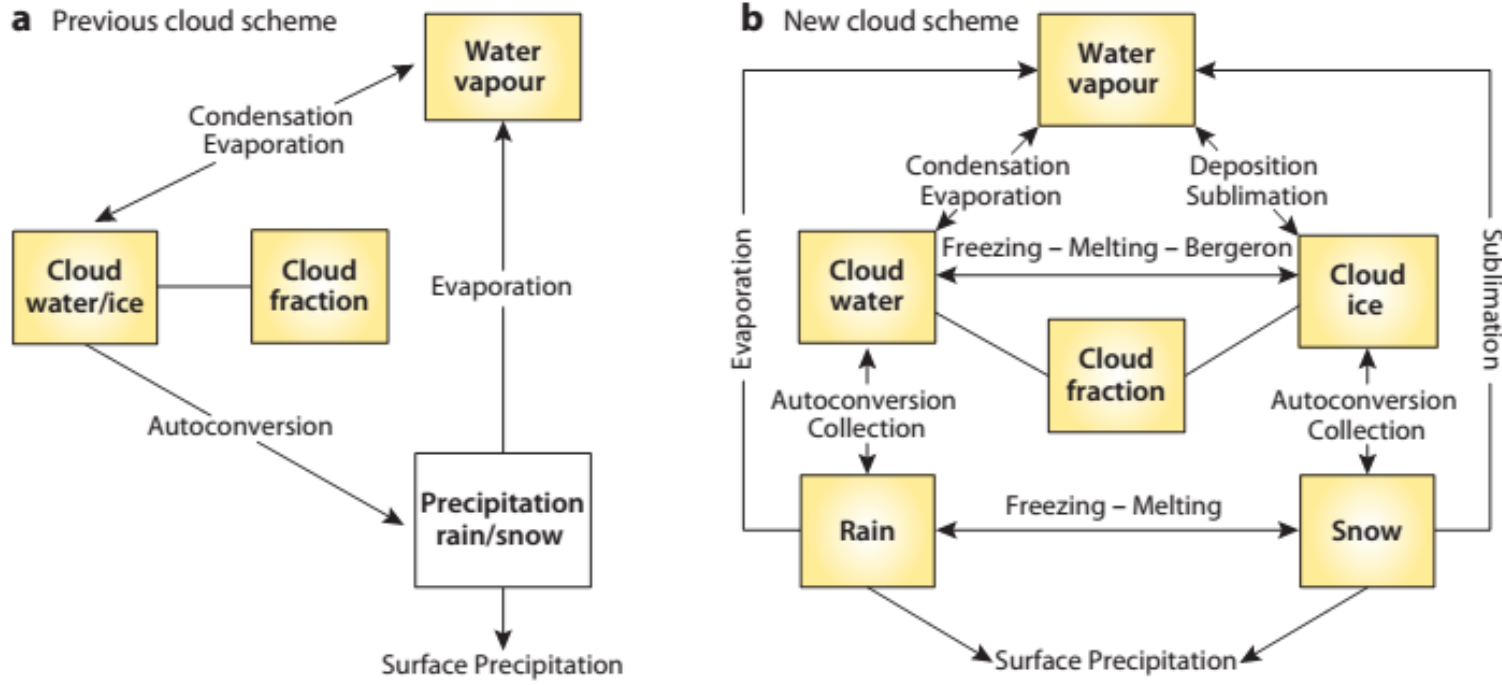 a Previous cloud scheme
Water
vapour
Condensation
Evaporation
Cloud
water/ice
Cloud
fraction
Evaporation
Autoconversion
Precipitation
rain/snow
Surface Precipitation
b New cloud scheme
Water
vapour
Condensation
Evaporation
Deposition
Sublimation
Evaporation
Cloud
water
Freezing – Melting – Bergeron
Cloud
ice
Sublimation
Cloud
fraction
Autoconversion
Collection
Autoconversion
Collection
Rain
Freezing – Melting
Snow
Surface Precipitation